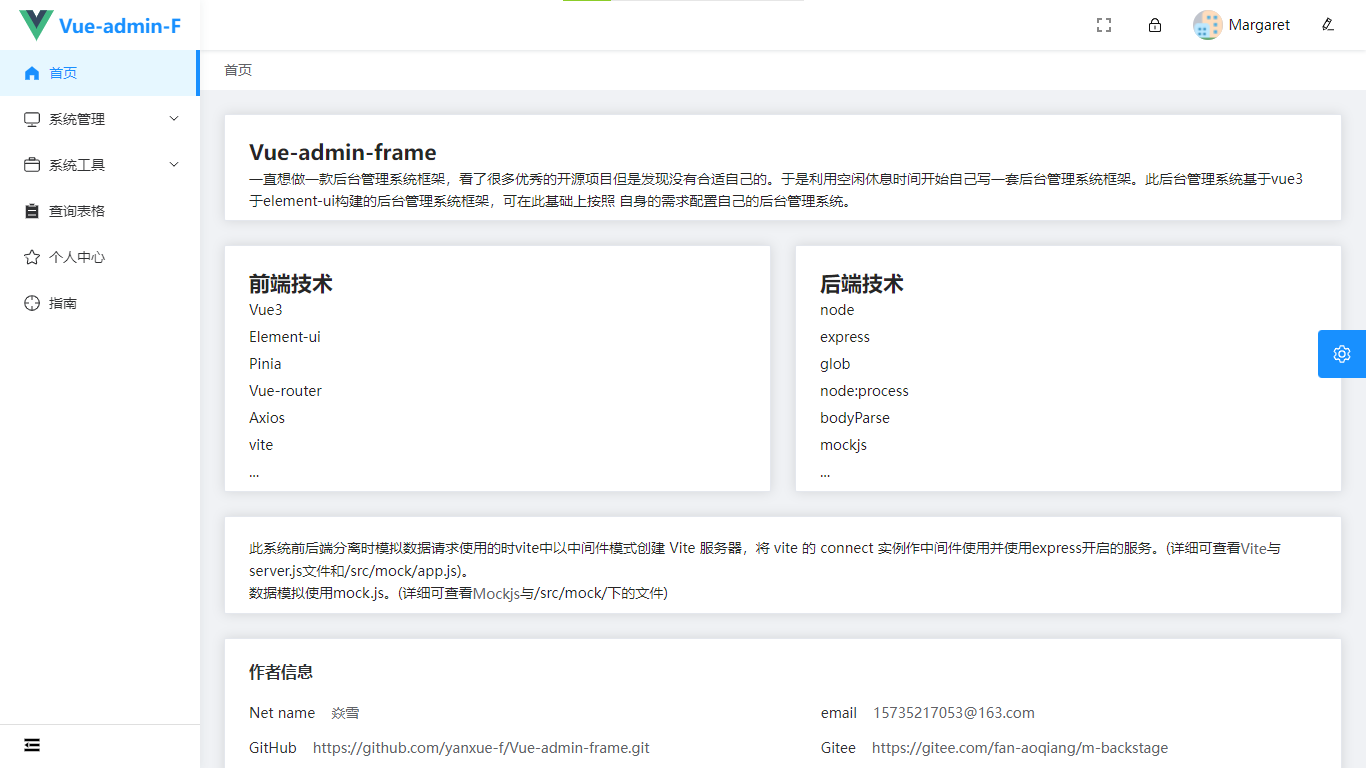 Vue-admin-F
Margaret
首页
系统管理
系统工具
查询表格
个人中心
指南
首页
Vue-admin-frame
一直想做一款后台管理系统框架，看了很多优秀的开源项目但是发现没有合适自己的。于是利用空闲休息时间开始自己写一套后台管理系统框架。此后台管理系统基于vue3
于element-ui构建的后台管理系统框架，可在此基础上按照 自身的需求配置自己的后台管理系统。
前端技术
Vue3
Element-ui
Pinia
Vue-router
Axios
vite
...
后端技术
node
express
glob
node:process
bodyParse
mockjs
...
此系统前后端分离时模拟数据请求使用的时vite中以中间件模式创建 Vite 服务器，将 vite 的 connect 实例作中间件使用并使用express开启的服务。(详细可查看Vite与
server.js文件和/src/mock/app.js)。
数据模拟使用mock.js。(详细可查看Mockjs与/src/mock/下的文件)
作者信息
Net name 焱雪
email 15735217053@163.com
GitHub https://github.com/yanxue-f/Vue-admin-frame.git
Gitee https://gitee.com/fan-aoqiang/m-backstage